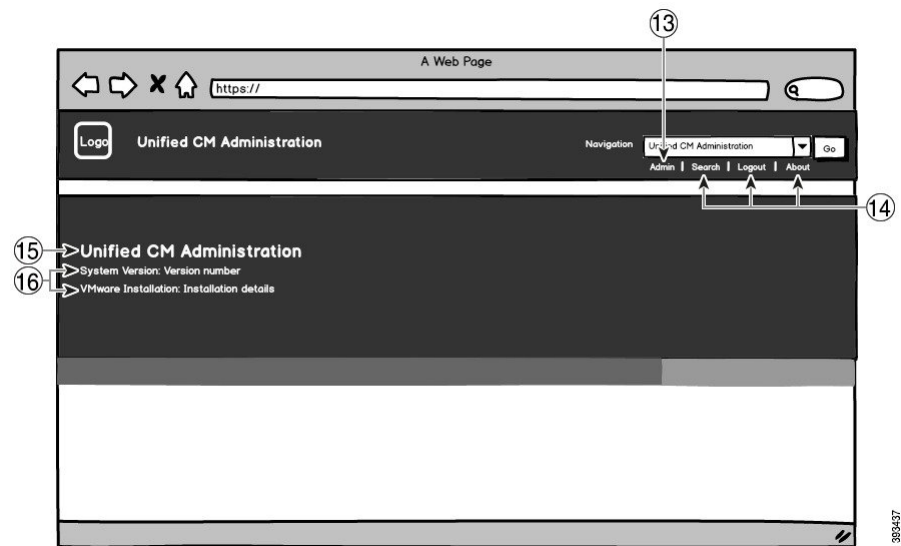 13
A Web Page
https://
Logo
Unified CM Administration
Navigation
Unified CM Administration
Go
Admin | Search | Logout | About
14
15
Unified CM Administration
16
System Version: Version number
VMware Installation: Installation details
393437